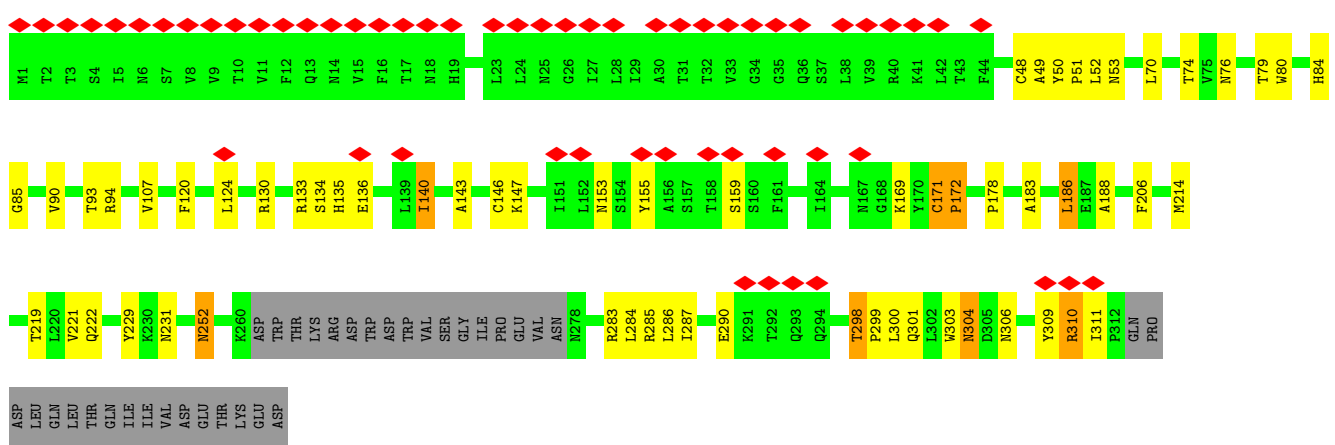 M1 T2 T3 S4 I5 N6 S7 V8 V9 T10 V11 F12 Q13 N14 V15 F16 T17 N18 H19 L23 L24 N25 G26 I27 L28 I29 A30 T31 T32 V33 G34 G35 Q36 S37 L38 V39 R40 K41 L42 T43 F44 C48 A49 Y50 P51 L52 N53 L70 T74 V75 N76 T79 W80 H84
G85 V90 T93 R94 V107 F120 L124 R130 R133 S134 H135 E136 L139 I140 A143 C146 K147 I151 L152 N153 S154 Y155 A156 S157 T158 S159 S160 F161 I164 N167 G168 K169 Y170 C171 P172 P178 A183 L186 E187 A188 F206 M214
T219 L220 V221 Q222 Y229 K230 N231 N252 K260 ASP TRP THR LYS ARG ASP TRP ASP TRP VAL SER GLY ILE PRO GLU VAL ASN N278 R283 L284 R285 L286 I287 E290 K291 T292 Q293 Q294 T298 P299 L300 Q301 L302 W303 N304 D305 N306 Y309 R310 I311 P312 GLN PRO
ASP LEU GLN LEU THR GLN ILE ILE VAL ASP GLU THR LYS GLU ASP